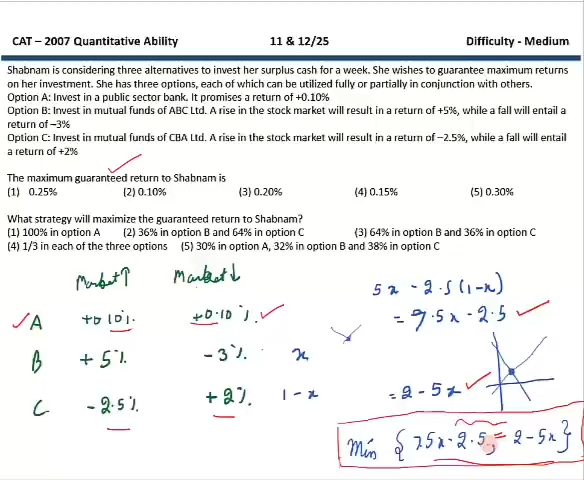 CAT – 2007 Quantitative Ability 11 & 12/25 Difficulty - Medium
Shabnam is considering three alternatives to invest her surplus cash for a week. She wishes to guarantee maximum returns
on her investment. She has three options, each of which can be utilized fully or partially in conjunction with others.
Option A: Invest in a public sector bank. It promises a return of +0.10%
Option B: Invest in mutual funds of ABC Ltd. A rise in the stock market will result in a return of +5%, while a fall will entail a
return of –3%
Option C: Invest in mutual funds of CBA Ltd. A rise in the stock market will result in a return of –2.5%, while a fall will entail
a return of +2%
The maximum guaranteed return to Shabnam is
(1) 0.25% (2) 0.10% (3) 0.20% (4) 0.15% (5) 0.30%
What strategy will maximize the guaranteed return to Shabnam?
(1) 100% in option A (2) 36% in option B and 64% in option C (3) 64% in option B and 36% in option C
(4) 1/3 in each of the three options (5) 30% in option A, 32% in option B and 38% in option C
Market↑ Market↓
5x - 2.5(1-x)
A +0.10% +0.10%
= 7.5x - 2.5
B +5% -3% x
C -2.5% +2% 1-x
= 2-5x
Min {7.5x-2.5, = 2-5x}